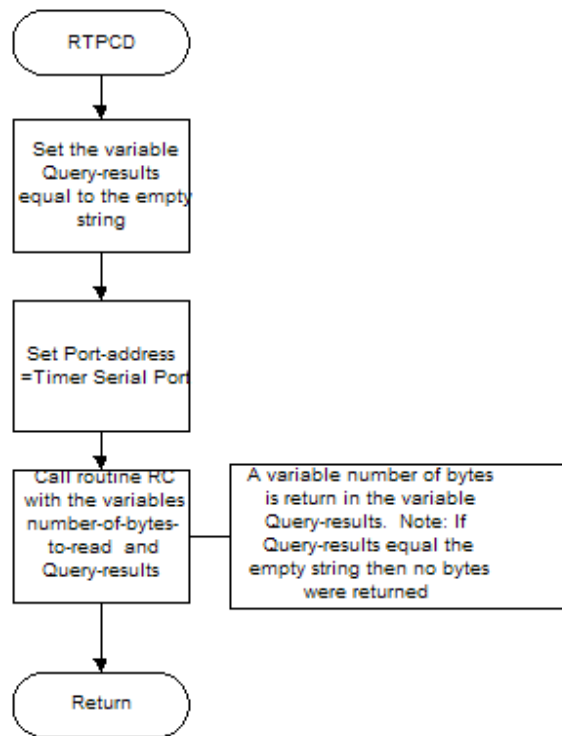 RTPCD
Set the variable
Query-results
equal to the empty
string
Set Port-address
=Timer Serial Port
Call routine RC
with the variables
number-of-bytes-
to-read and
Query-results
A variable number of bytes
is return in the variable
Query-results. Note: If
Query-results equal the
empty string then no bytes
were returned
Return